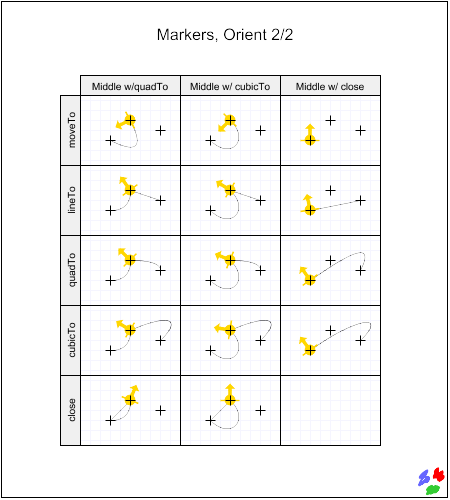 Markers, Orient 2/2
Middle w/quadTo Middle w/ cubicTo Middle w/ close
moveTo
lineTo
quadTo
cubicTo
close